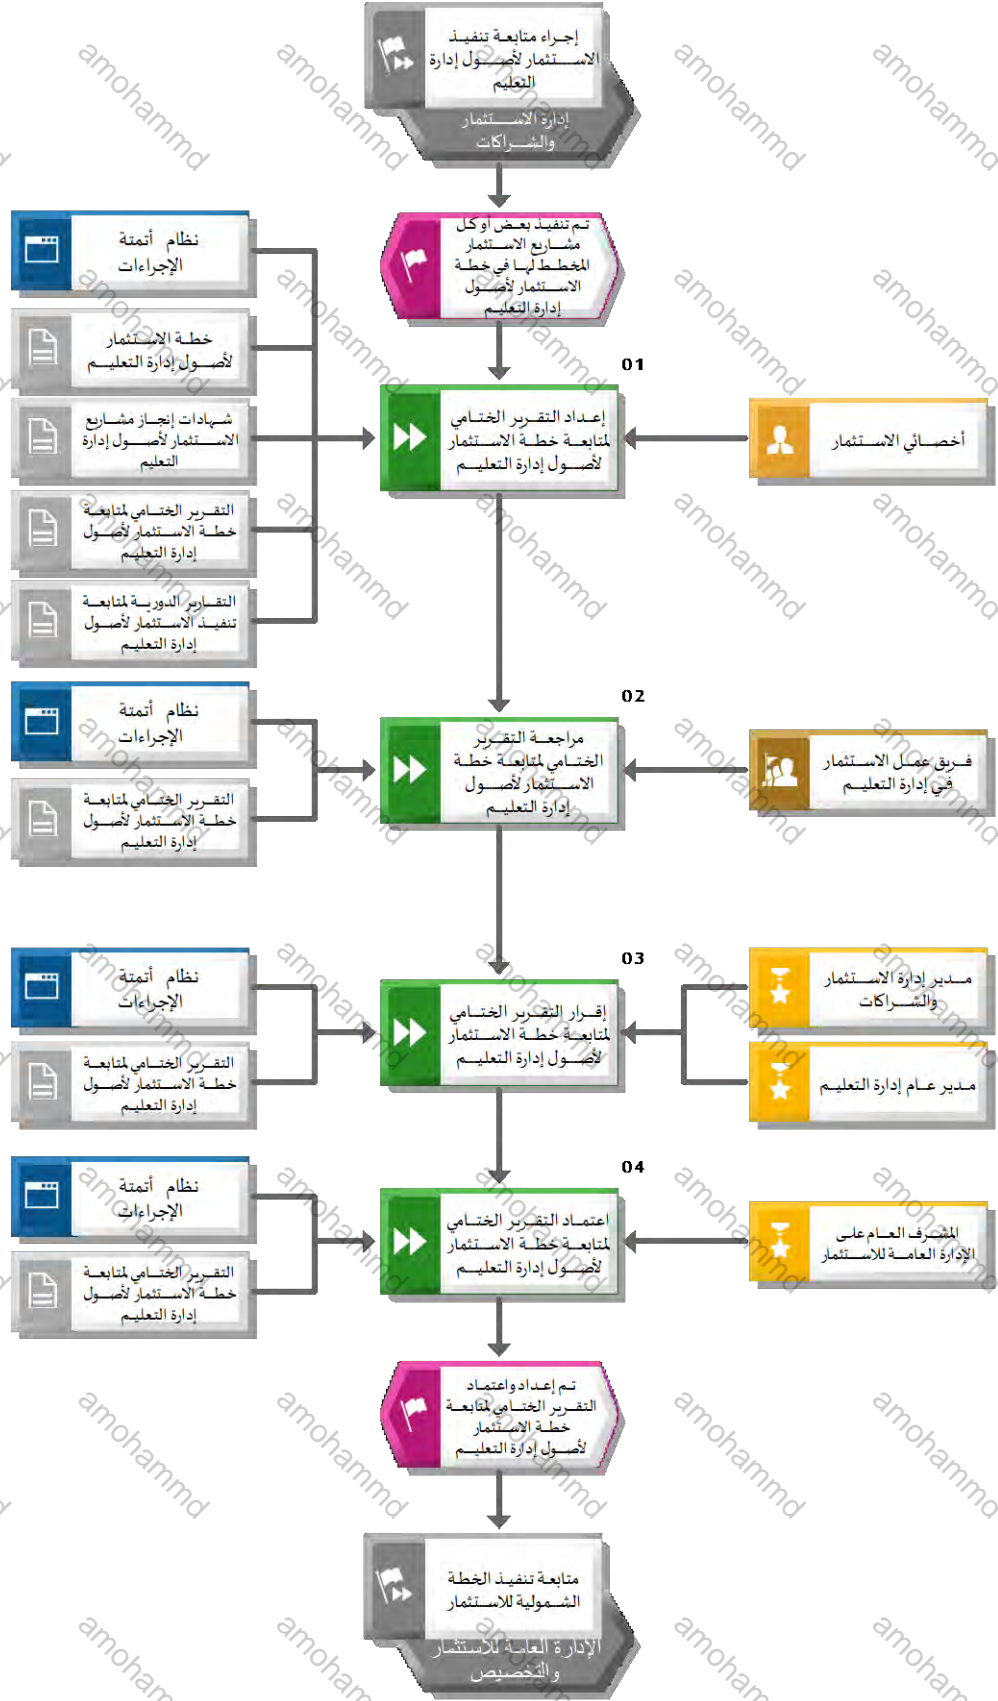 إجراء متابعة تنفيذ
الاستثمار لأصول إدارة
التعليم
إدارة الاستثمار
والشراكات
تم تنفيذ بعض أو كل
مشاريع الاستثمار
المخطط لها في خطة
الاستثمار لأصول
إدارة التعليم
نظام أتمتة
الإجراءات
خطة الاستثمار
لأصول إدارة التعليم
شهادات إنجاز مشاريع
الاستثمار لأصول إدارة
التعليم
التقرير الختامي لمتابعة
خطة الاستثمار لأصول
إدارة التعليم
التقارير الدورية لمتابعة
تنفيذ الاستثمار لأصول
إدارة التعليم
01
إعداد التقرير الختامي
لمتابعة خطة الاستثمار
لأصول إدارة التعليم
أخصائي الاستثمار
02
مراجعة التقرير
الختامي لمتابعة خطة
الاستثمار لأصول
إدارة التعليم
فريق عمل الاستثمار
في إدارة التعليم
نظام أتمتة
الإجراءات
التقرير الختامي لمتابعة
خطة الاستثمار لأصول
إدارة التعليم
03
إقرار التقرير الختامي
لمتابعة خطة الاستثمار
لأصول إدارة التعليم
مدير إدارة الاستثمار
والشراكات
مدير عام إدارة التعليم
نظام أتمتة
الإجراءات
التقرير الختامي لمتابعة
خطة الاستثمار لأصول
إدارة التعليم
04
اعتماد التقرير الختامي
لمتابعة خطة الاستثمار
لأصول إدارة التعليم
المشرف العام على
الإدارة العامة للاستثمار
نظام أتمتة
الإجراءات
التقرير الختامي لمتابعة
خطة الاستثمار لأصول
إدارة التعليم
تم إعداد واعتماد
التقرير الختامي لمتابعة
خطة الاستثمار
لأصول إدارة التعليم
متابعة تنفيذ الخطة
الشمولية للاستثمار
الإدارة العامة للاستثمار
والتخصيص
amohammd